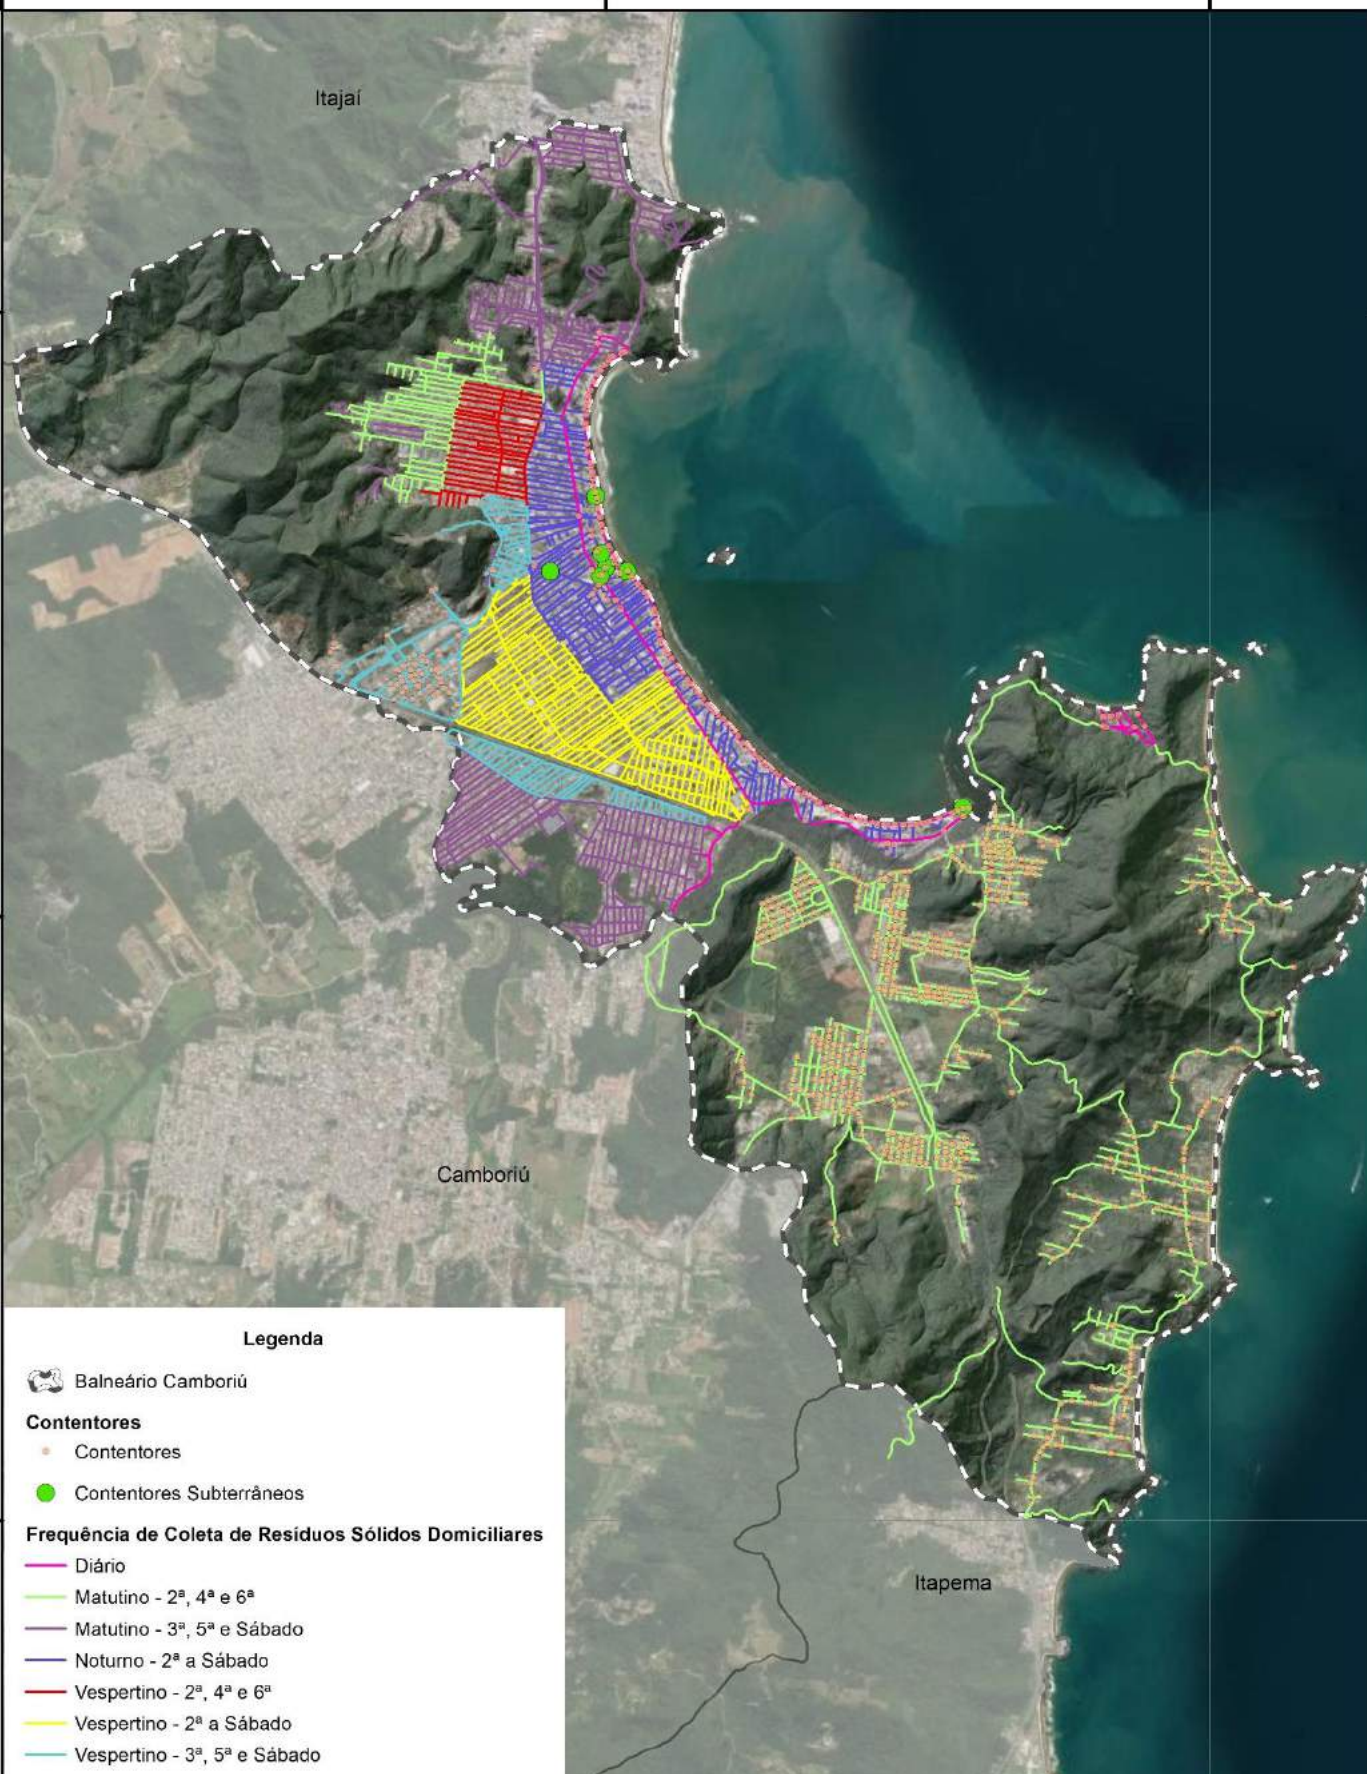 Itajaí
Camboriú
Itapema
Legenda
Balneário Camboriú
Contentores
Contentores
Contentores Subterrâneos
Frequência de Coleta de Resíduos Sólidos Domiciliares
Diário
Matutino - 2ª, 4ª e 6ª
Matutino - 3ª, 5ª e Sábado
Noturno - 2ª a Sábado
Vespertino - 2ª, 4ª e 6ª
Vespertino - 2ª a Sábado
Vespertino - 3ª, 5ª e Sábado